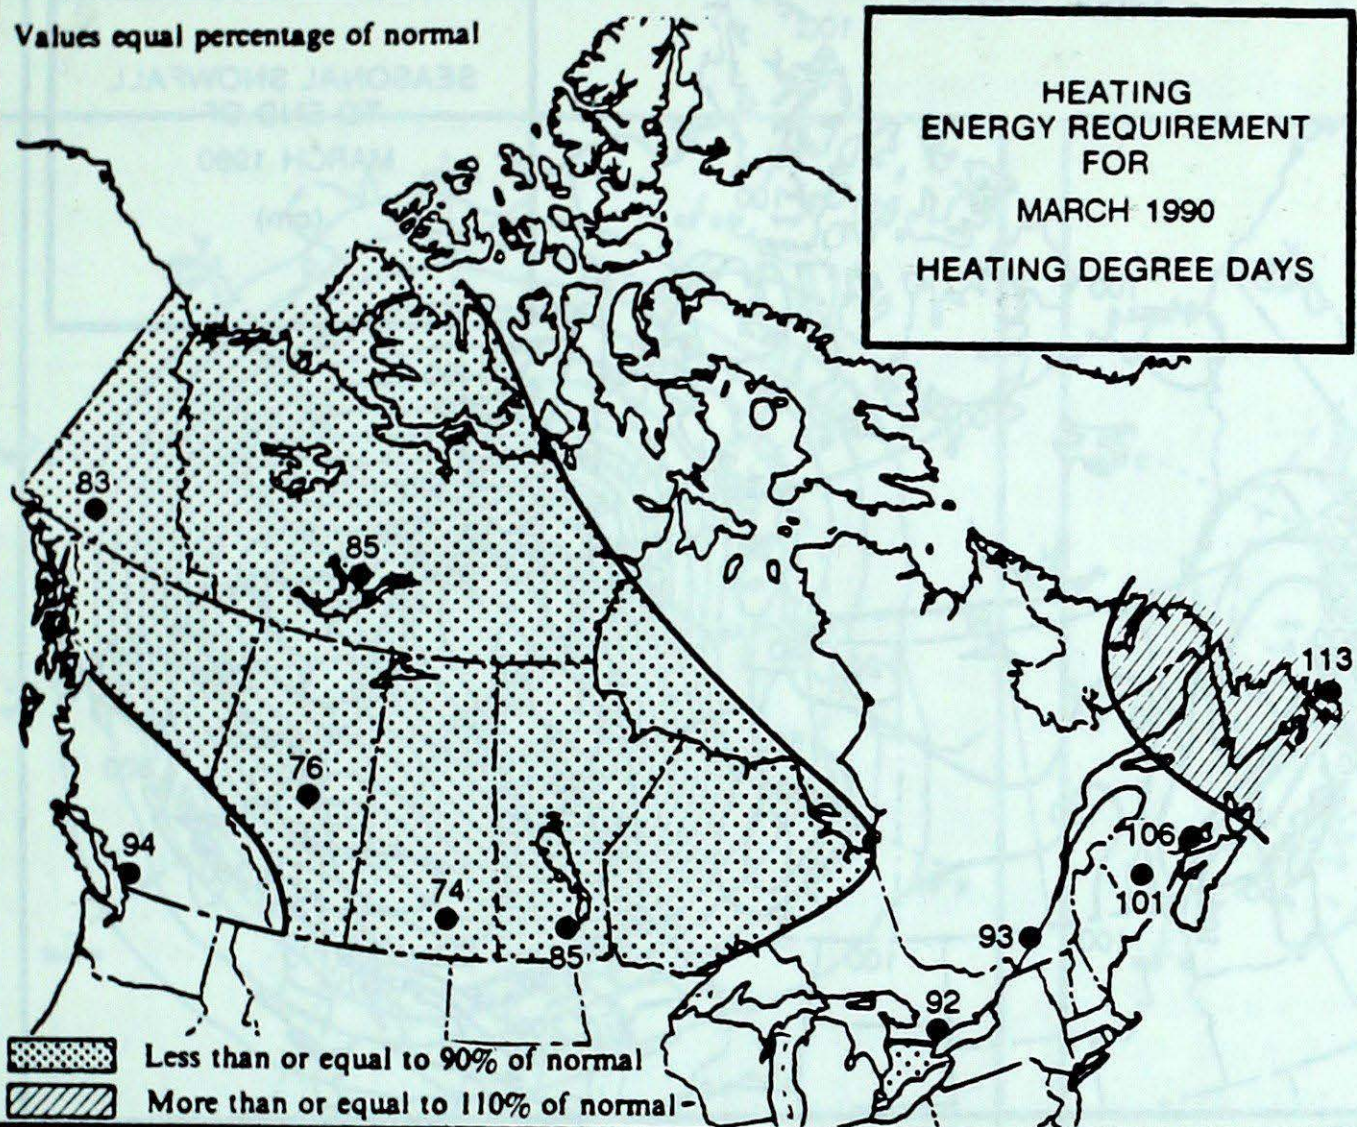 Values equal percentage of normal
HEATING
ENERGY REQUIREMENT
FOR
MARCH 1990
HEATING DEGREE DAYS
83
85
113
76
94
106
74
101
93
85
92
Less than or equal to 90% of normal
More than or equal to 110% of normal-